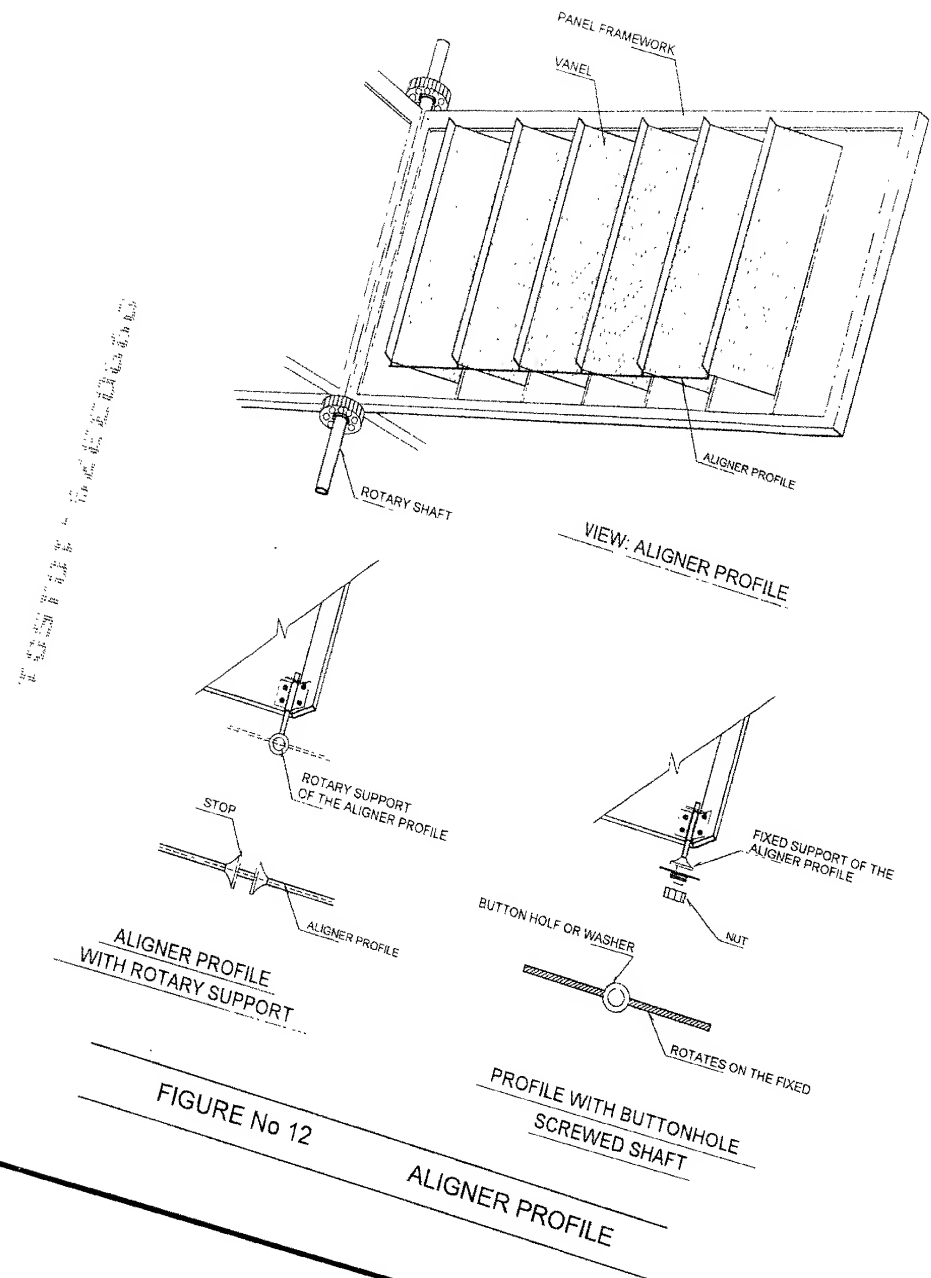 PANEL FRAMEWORK
VANEL
ALIGNER PROFILE
ROTARY SHAFT
VIEW: ALIGNER PROFILE
ROTARY SUPPORT
OF THE ALIGNER PROFILE
STOP
ALIGNER PROFILE
ALIGNER PROFILE
WITH ROTARY SUPPORT
FIXED SUPPORT OF THE
ALIGNER PROFILE
NUT
BUTTON HOLF OR WASHER
ROTATES ON THE FIXED
PROFILE WITH BUTTONHOLE
SCREWED SHAFT
FIGURE No 12
ALIGNER PROFILE